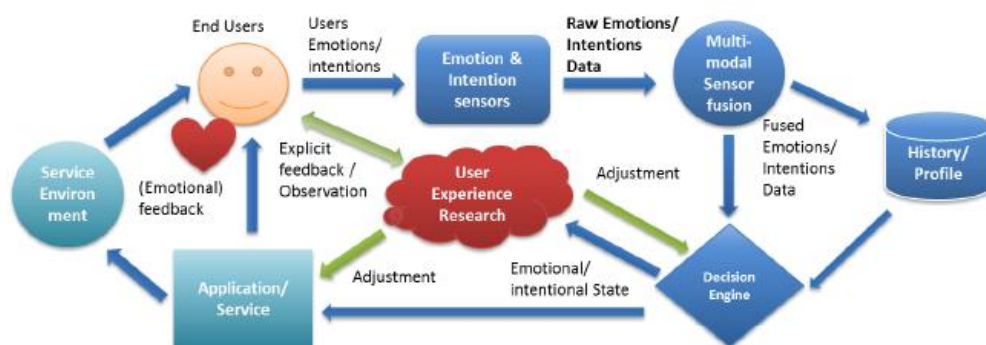 End Users
Users
Emotions/
intentions
Emotion &
Intention
sensors
Raw Emotions/
Intentions
Data
Multi-
modal
Sensor
fusion
Fused
Emotions/
Intentions
Data
History/
Profile
Service
Environ
ment
(Emotional)
feedback
Explicit
feedback /
Observation
User
Experience
Research
Adjustment
Decision
Engine
Emotional/
intentional State
Adjustment
Application/
Service